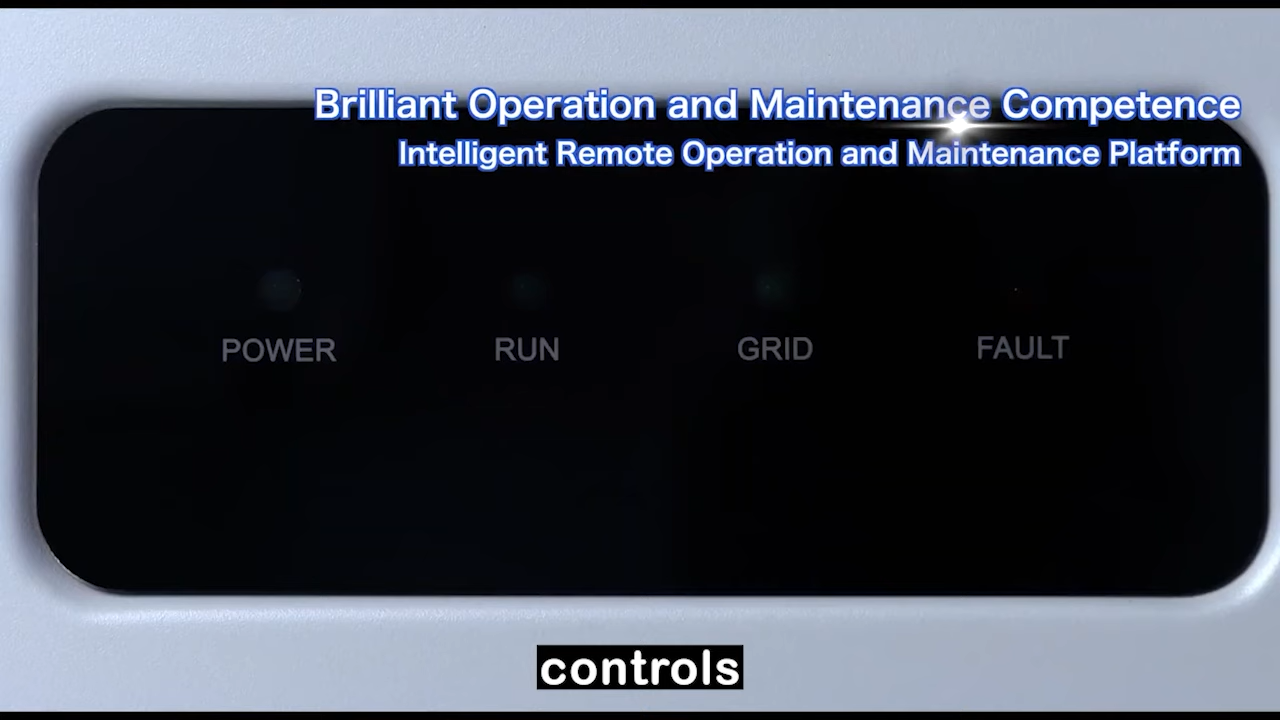 Brilliant Operation and Maintenance Competence
Intelligent Remote Operation and Maintenance Platform
POWER RUN GRID FAULT
controls